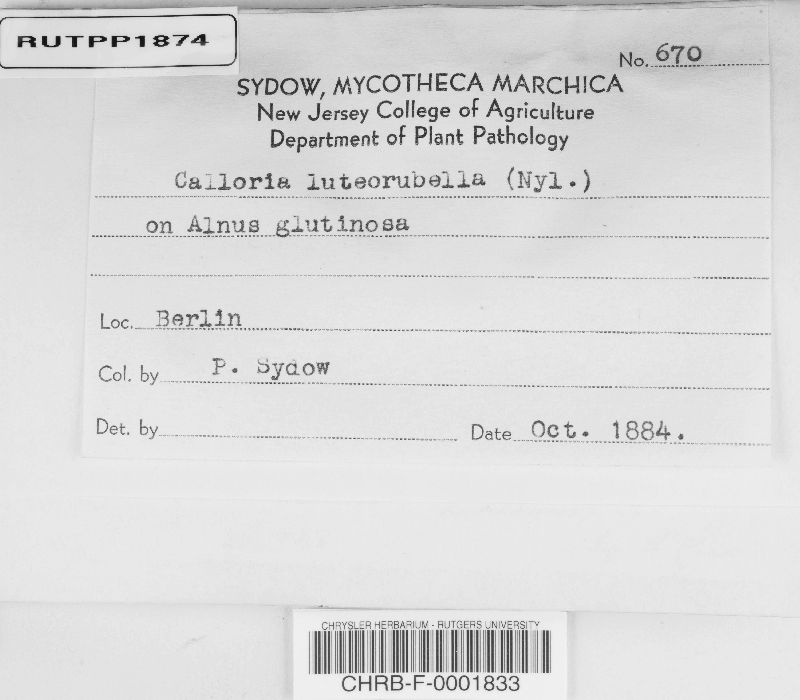 RUTPP1874
No. 670
SYDOW, MYCOTHECA MARCHICA
New Jersey College of Agriculture
Department of Plant Pathology
Calloria luteorubella (Nyl.)
on Alnus glutinosa
Loc. Berlin
Col. by P. Sydow
Det. by Date Oct. 1884.
CHRYSLER HERBARIUM - RUTGERS UNIVERSITY
CHRB-F-0001833